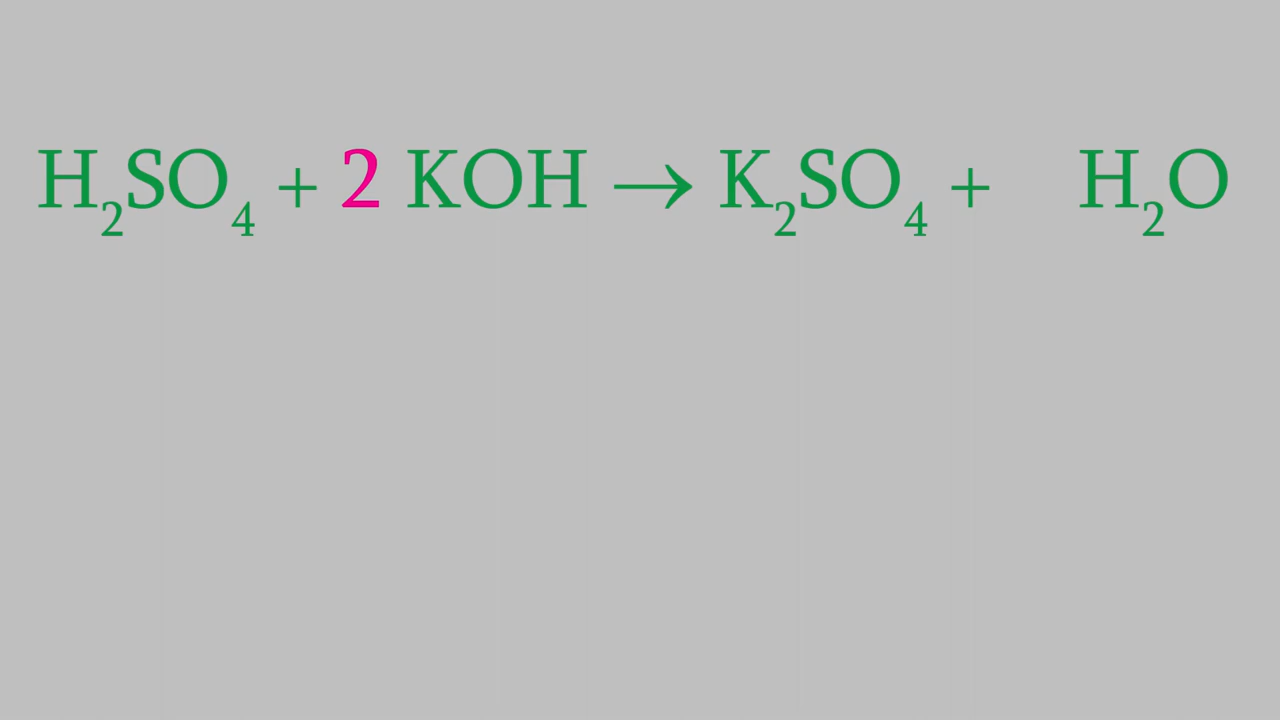 H₂SO₄ + 2 KOH → K₂SO₄ + H₂O